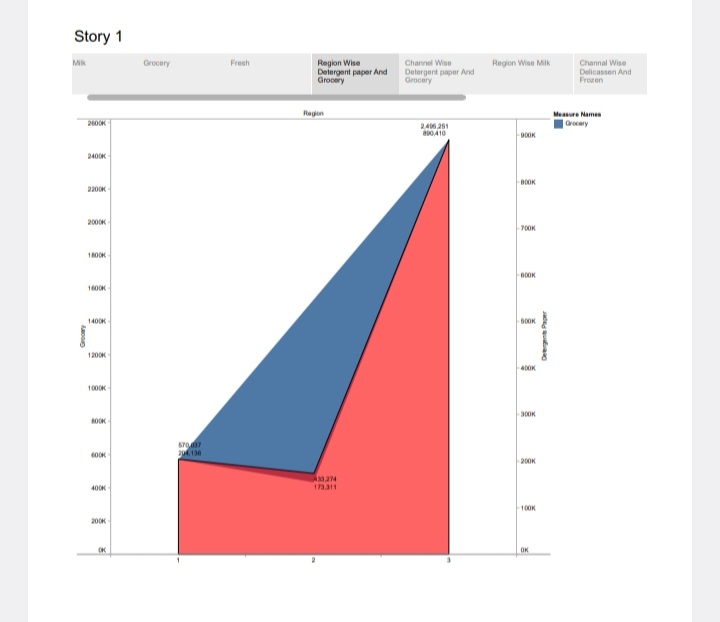 Story 1
Milk
Grocery
Fresh
Region Wise
Detergent paper And
Grocery
Channel Wise
Detergent paper And
Grocery
Region Wise Milk
Channal Wise
Delicassen And
Frozen
Region
Measure Names
Grocery
2600K
2400K
2200K
2000K
1800K
1600K
1400K
1200K
1000K
800K
600K
400K
200K
0K
Grocery
2,495,251
890,410
570,037
204,136
433,274
173,311
900K
800K
700K
600K
500K
400K
300K
200K
100K
0K
Detergents Paper
1
2
3